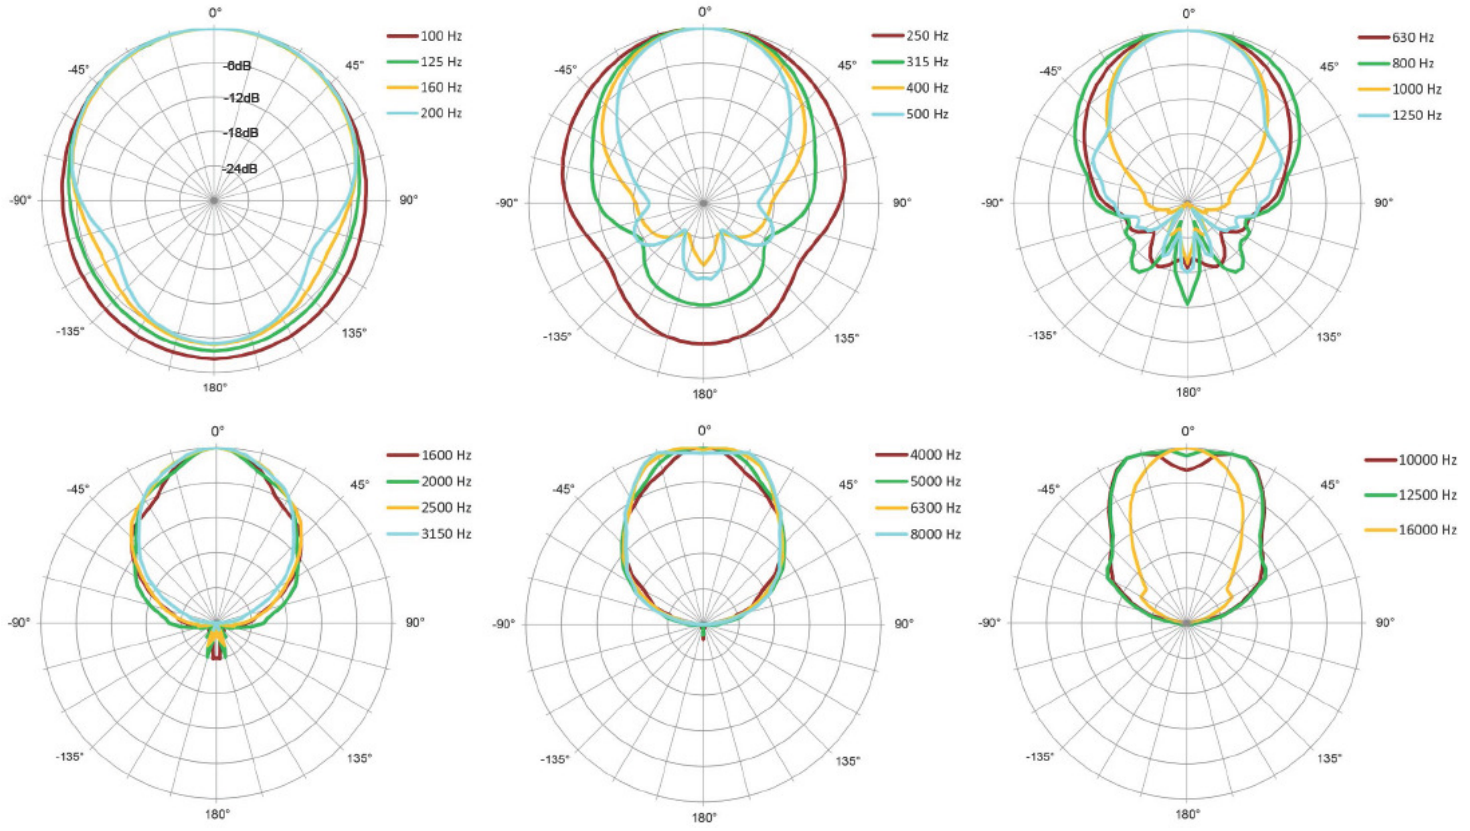 0°
-45°
45°
-6dB
-12dB
-18dB
-24dB
-90°
90°
-135°
135°
180°
100 Hz
125 Hz
160 Hz
200 Hz
0°
-45°
45°
-90°
90°
-135°
135°
180°
250 Hz
315 Hz
400 Hz
500 Hz
0°
-45°
45°
-90°
90°
-135°
135°
180°
630 Hz
800 Hz
1000 Hz
1250 Hz
0°
-45°
45°
-90°
90°
-135°
135°
180°
1600 Hz
2000 Hz
2500 Hz
3150 Hz
0°
-45°
45°
-90°
90°
-135°
135°
180°
4000 Hz
5000 Hz
6300 Hz
8000 Hz
0°
-45°
45°
-90°
90°
-135°
135°
180°
10000 Hz
12500 Hz
16000 Hz